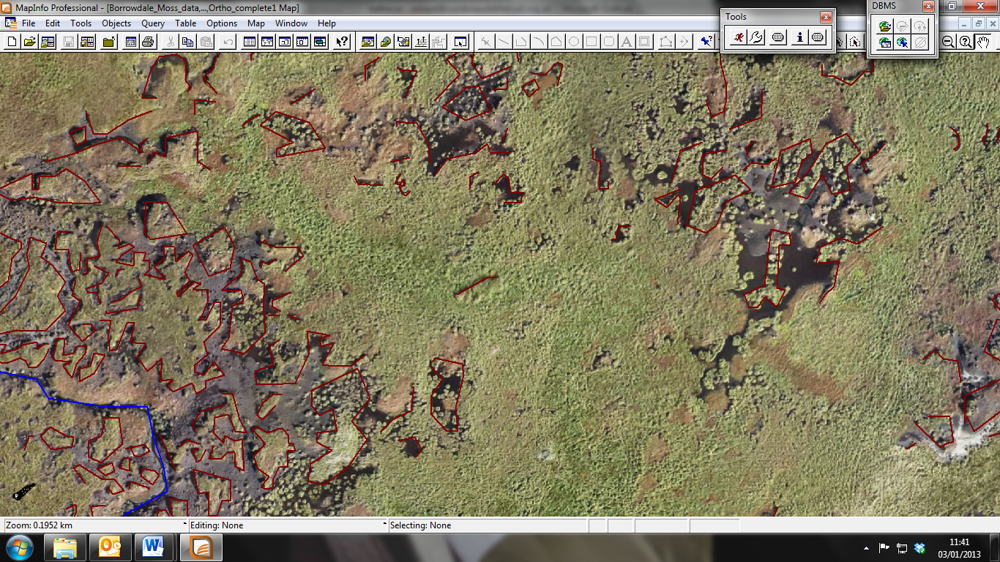 MapInfo Professional - [Borrowdale_Moss_data,...,Ortho_complete1 Map]
File Edit Tools Objects Query Table Options Map Window Help
Tools
DBMS
Zoom: 0.1952 km
Editing: None
Selecting: None
11:41
03/01/2013